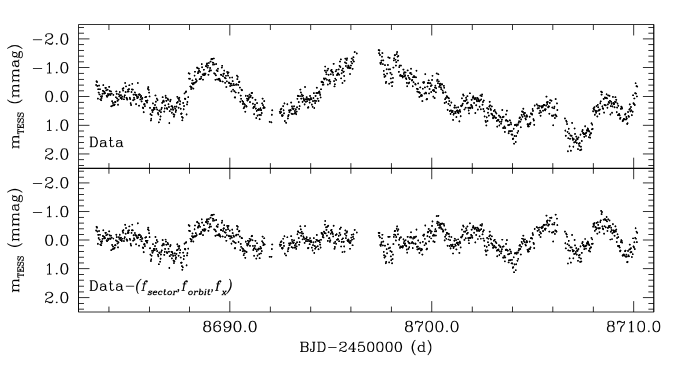 −2.0
−1.0
0.0
1.0
2.0
m_TESS (mmag)
Data
−2.0
−1.0
0.0
1.0
2.0
m_TESS (mmag)
Data−(f_sector,f_orbit,f_x)
8690.0 8700.0 8710.0
BJD−2450000 (d)